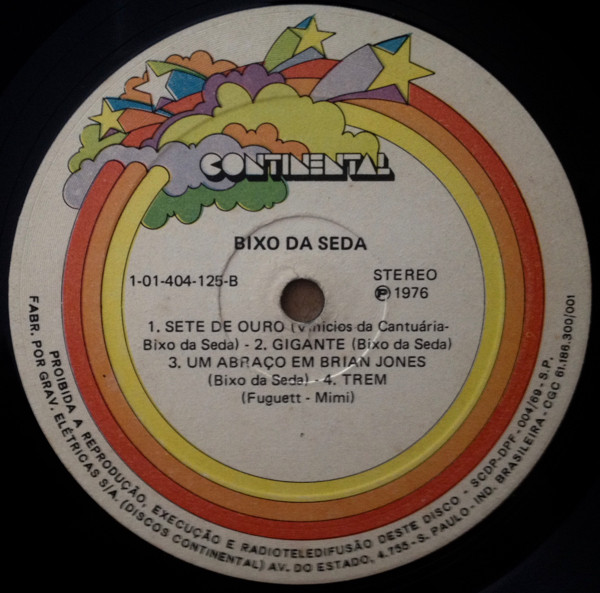 CONTINENTAL
BIXO DA SEDA
1-01-404-125-B
STEREO
Ⓟ 1976
1. SETE DE OURO (Vinícios da Cantuária-
Bixo da Seda) - 2. GIGANTE (Bixo da Seda)
3. UM ABRAÇO EM BRIAN JONES
(Bixo da Seda) - 4. TREM
(Fuguett - Mimi)
PROIBIDA A REPRODUÇÃO, EXECUÇÃO E RADIOTELEDIFUSÃO DESTE DISCO - SCDP-DPF - 004/69 - S.P.
FABR. POR GRAV. ELÉTRICAS S/A. (DISCOS CONTINENTAL) AV. DO ESTADO, 4.755 - S. PAULO - IND. BRASILEIRA - CGC 61.186.300/001